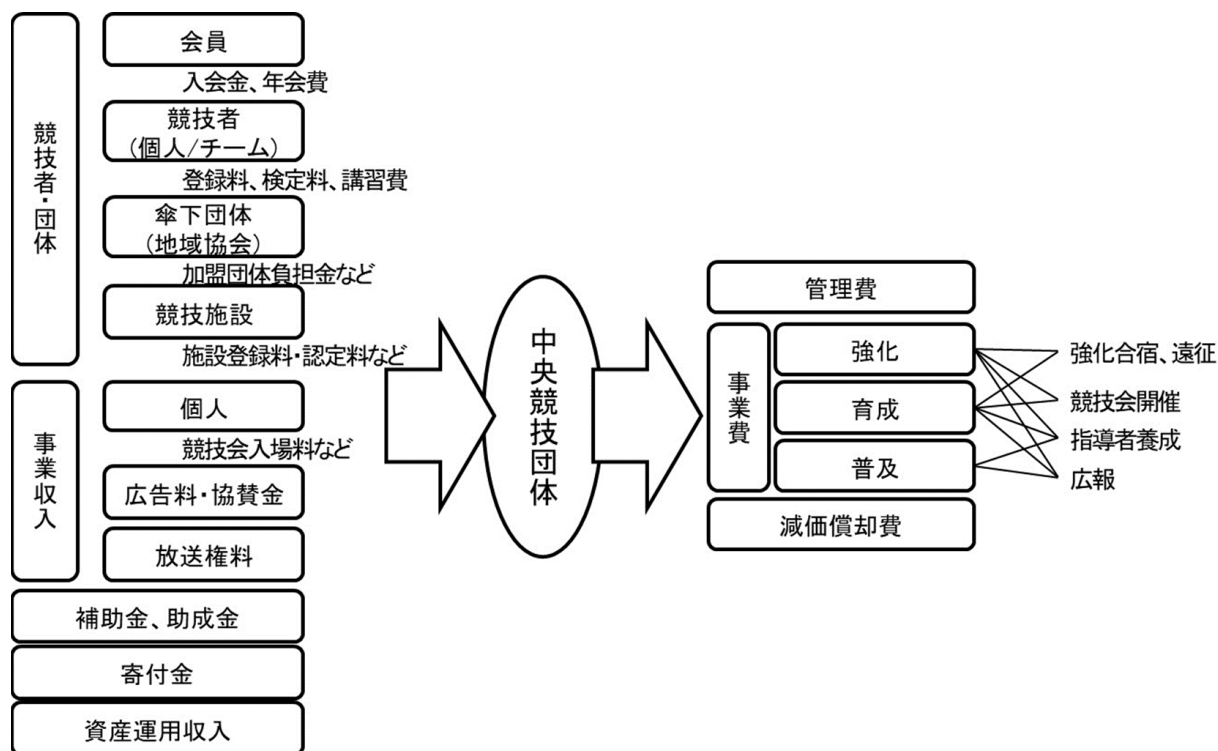 競技者・団体
会員
入会金、年会費
競技者
(個人/チーム)
登録料、検定料、講習費
傘下団体
(地域協会)
加盟団体負担金など
競技施設
施設登録料・認定料など
事業収入
個人
競技会入場料など
広告料・協賛金
放送権料
補助金、助成金
寄付金
資産運用収入
中央競技団体
管理費
事業費
強化
育成
普及
減価償却費
強化合宿、遠征
競技会開催
指導者養成
広報